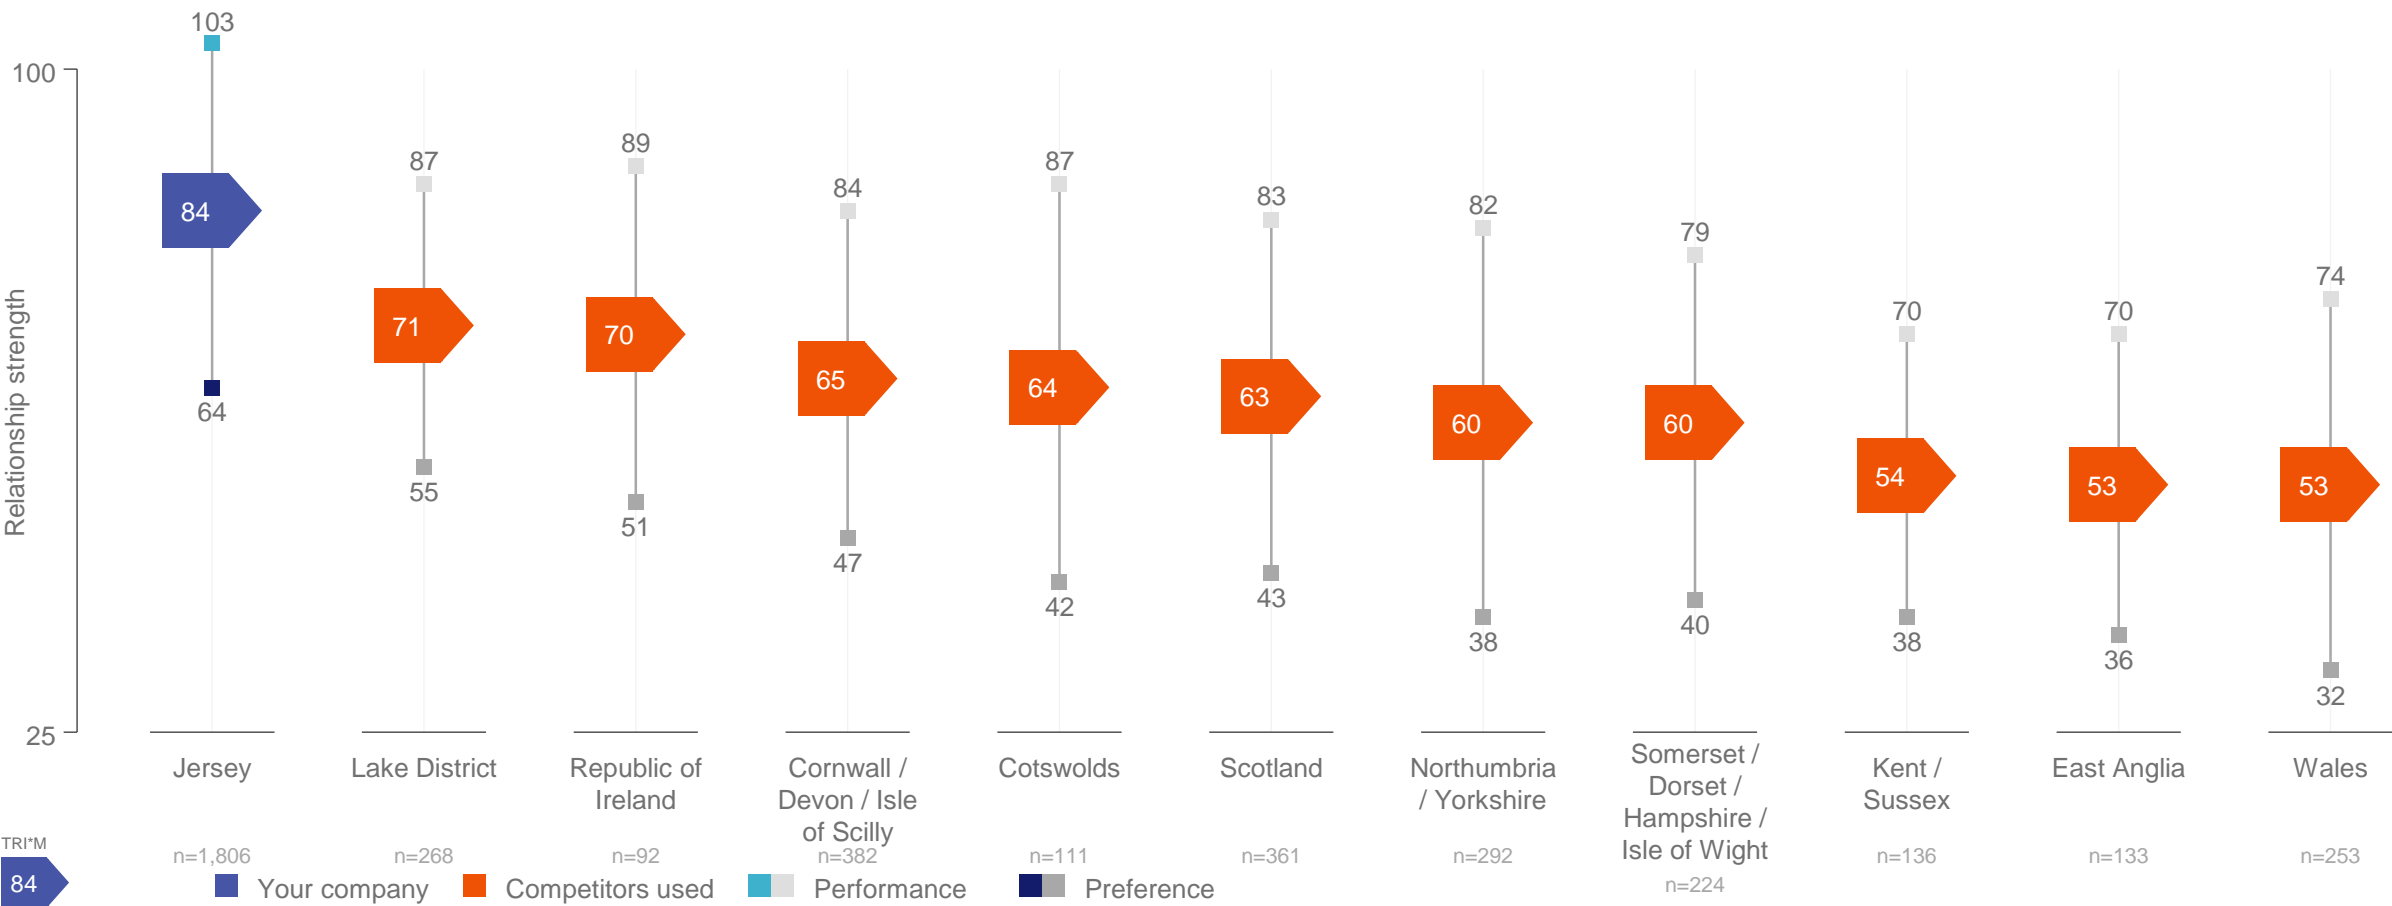 103
100
87
89
84
87
83
82
79
70
70
74
84
71
70
65
64
63
60
60
54
53
53
Relationship strength
64
55
51
47
42
43
38
40
38
36
32
25
Jersey
Lake District
Republic of
Ireland
Cornwall /
Devon / Isle
of Scilly
Cotswolds
Scotland
Northumbria
/ Yorkshire
Somerset /
Dorset /
Hampshire /
Isle of Wight
Kent /
Sussex
East Anglia
Wales
n=1,806
n=268
n=92
n=382
n=111
n=361
n=292
n=224
n=136
n=133
n=253
TRI*M
84
Your company
Competitors used
Performance
Preference